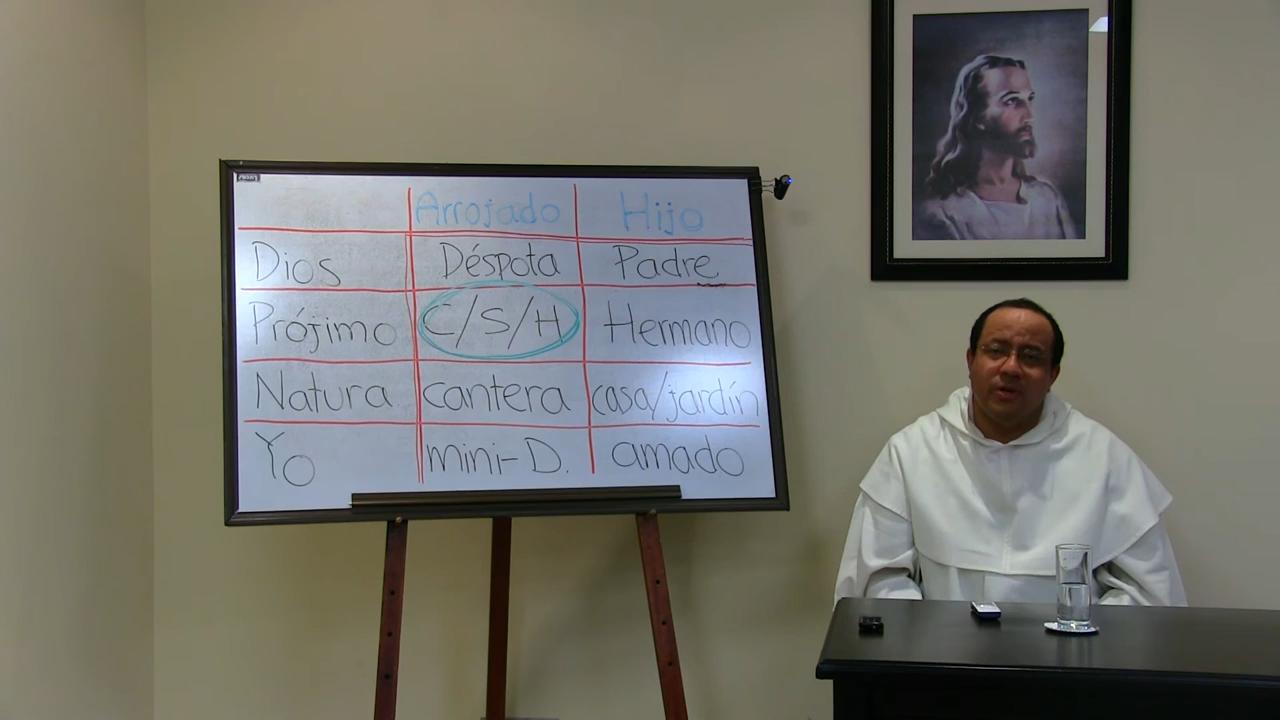 Arrojado Hijo
Dios Déspota Padre
Prójimo C/S/H Hermano
Natura cantera casa/jardín
Yo mini-D. amado